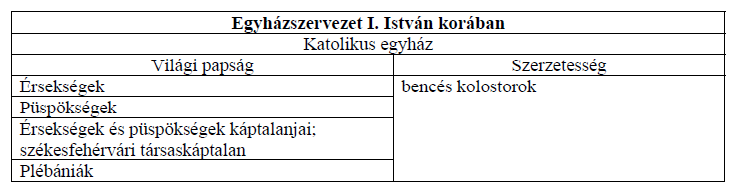 Egyházszervezet I. István korában
Katolikus egyház
Világi papság
Szerzetesség
Érsekségek
bencés kolostorok
Püspökségek
Érsekségek és püspökségek káptalanjai;
székesfehérvári társaskáptalan
Plébániák